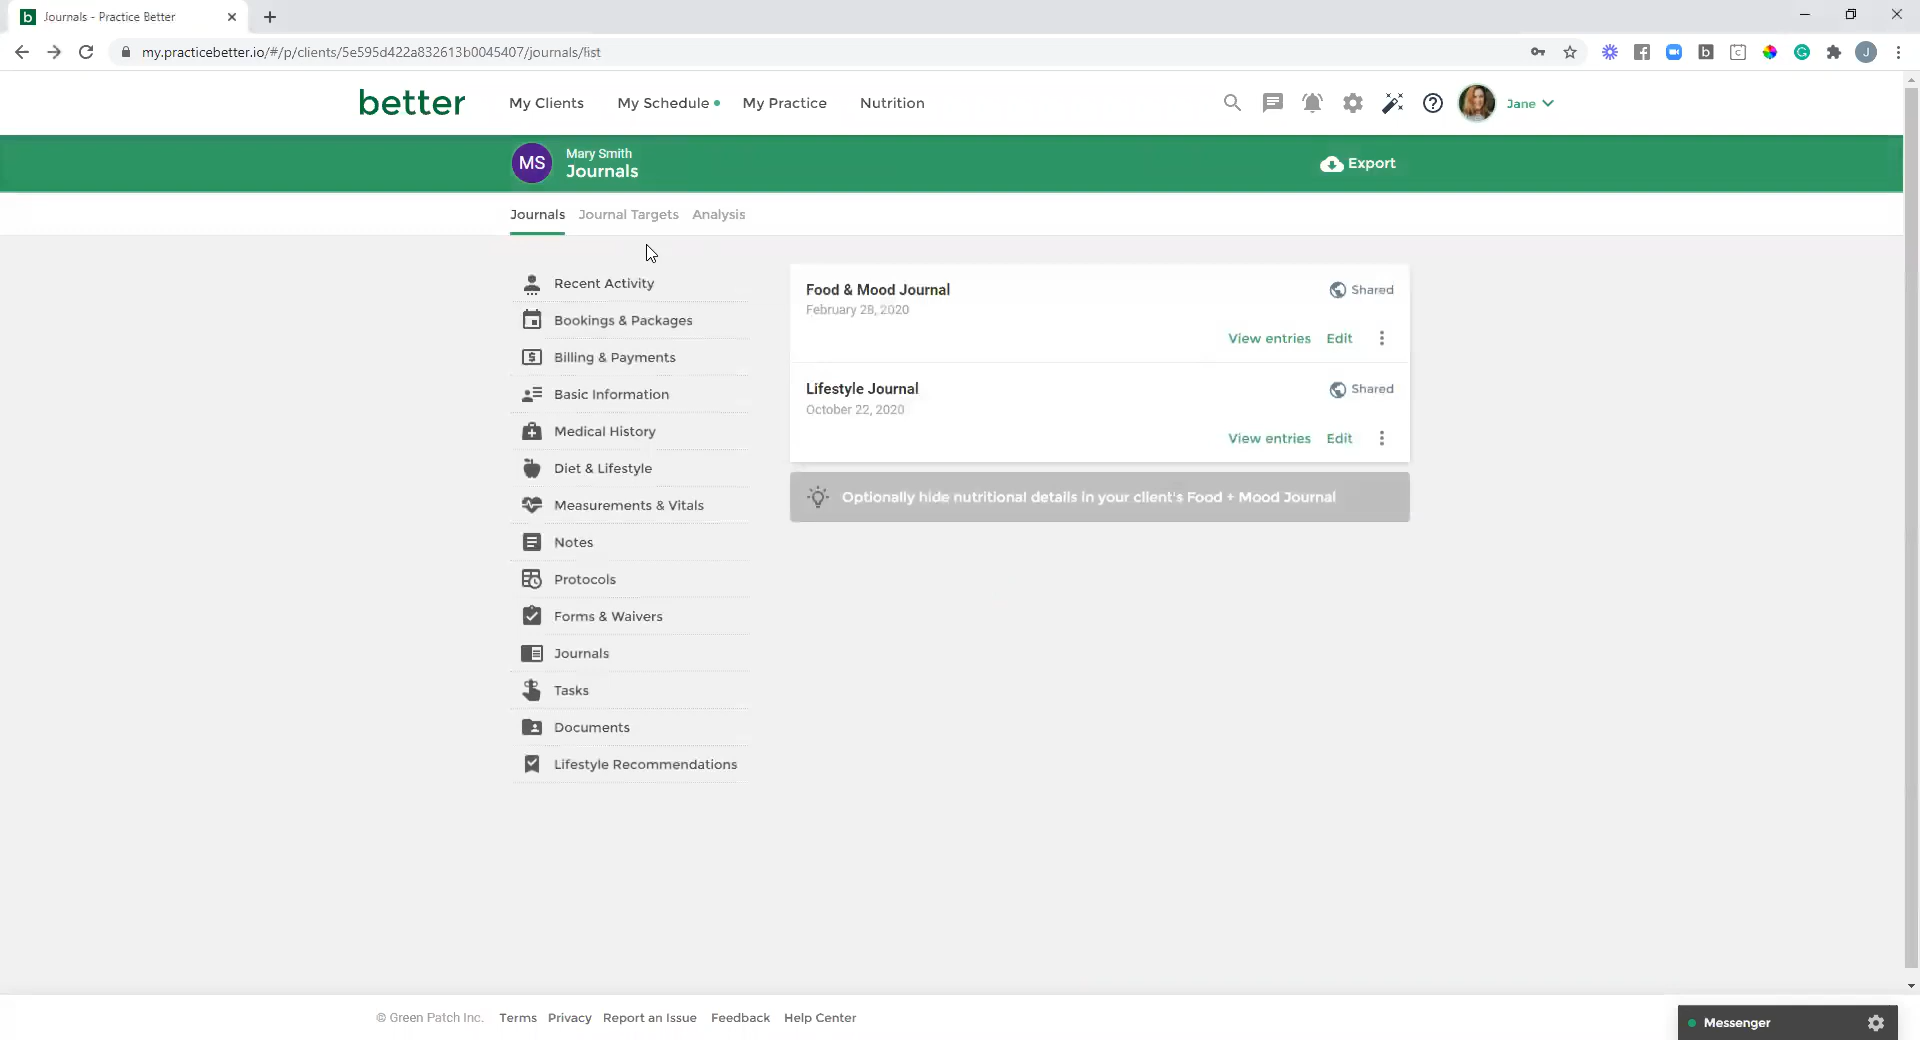 b Journals - Practice Better
my.practicebetter.io/#/p/clients/5e595d422a832613b0045407/journals/list
b
c
J
better My Clients My Schedule My Practice Nutrition Jane
MS Mary Smith
Journals
Export
Journals Journal Targets Analysis
Recent Activity
Bookings & Packages
Billing & Payments
Basic Information
Medical History
Diet & Lifestyle
Measurements & Vitals
Notes
Protocols
Forms & Waivers
Journals
Tasks
Documents
Lifestyle Recommendations
Food & Mood Journal Shared
February 28, 2020
View entries Edit
Lifestyle Journal Shared
October 22, 2020
View entries Edit
Optionally hide nutritional details in your client's Food + Mood Journal
© Green Patch Inc. Terms Privacy Report an Issue Feedback Help Center
Messenger